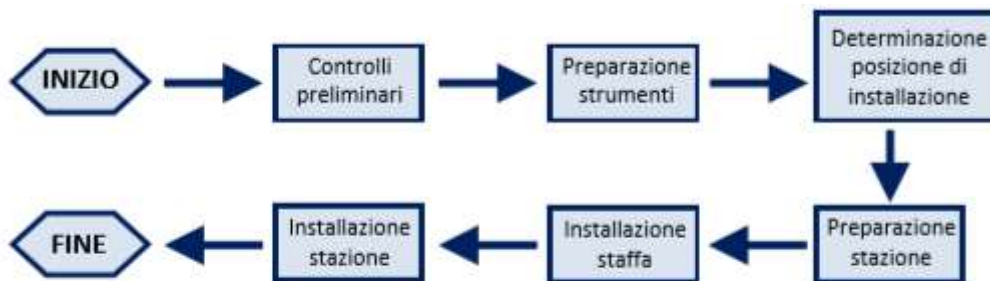 INIZIO
Controlli
preliminari
Preparazione
strumenti
Determinazione
posizione di
installazione
Preparazione
stazione
Installazione
staffa
Installazione
stazione
FINE